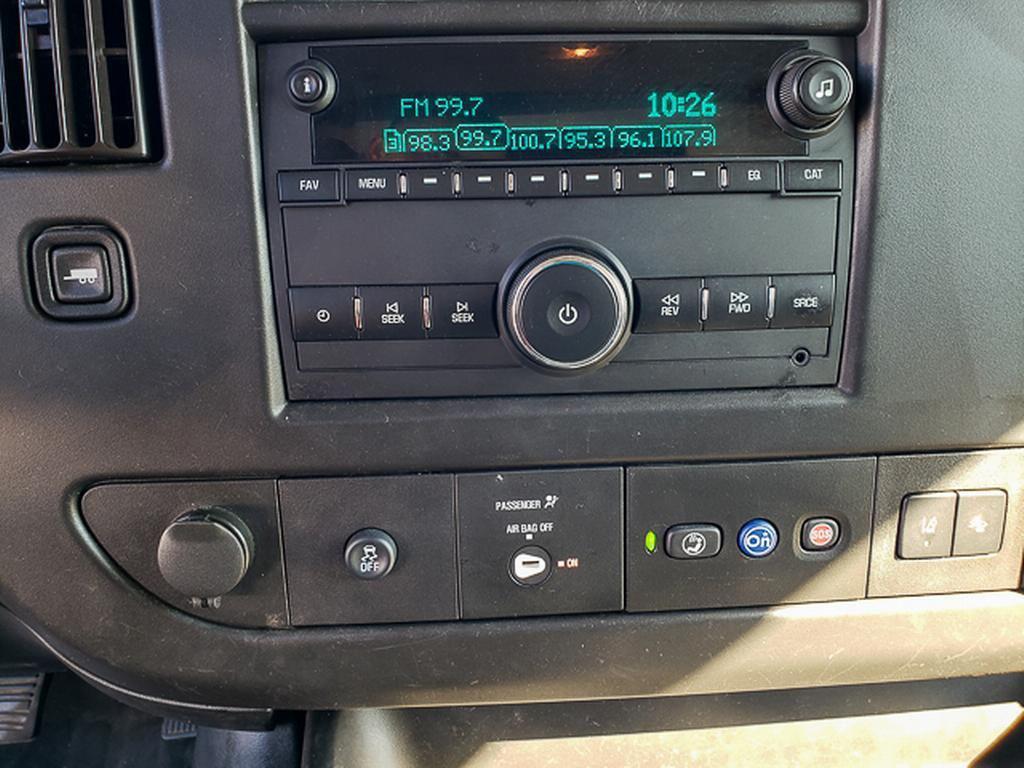 FM 99.7 10:26
3 98.3 99.7 100.7 95.3 96.1 107.9
FAV MENU EQ CAT
SEEK SEEK REV FWD SRCE
PASSENGER
AIR BAG OFF
ON
OFF
On
SOS